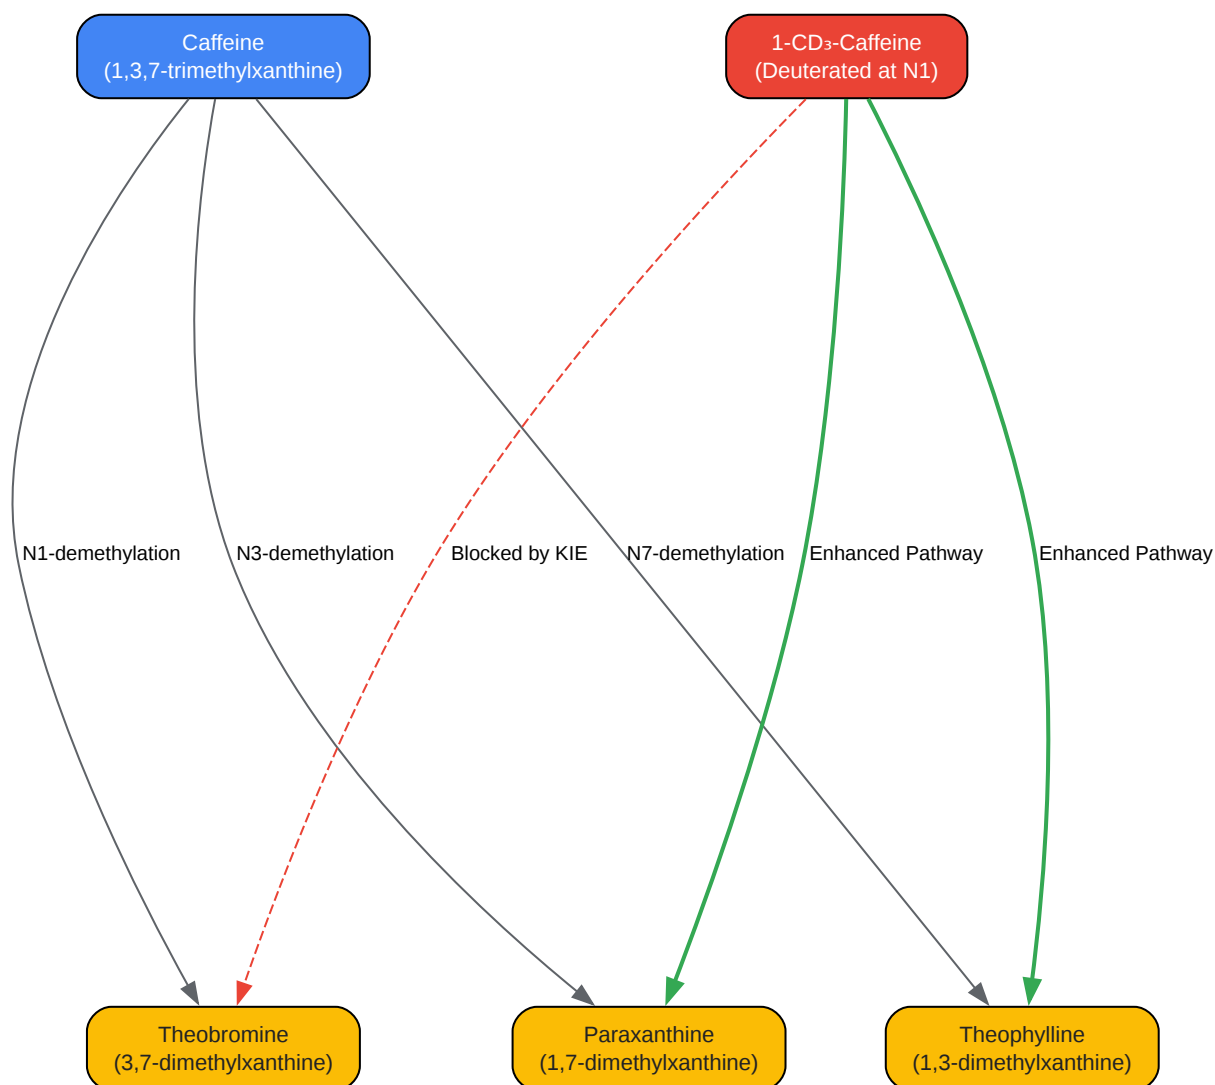 Caffeine
(1,3,7-trimethylxanthine)
1-CD₃-Caffeine
(Deuterated at N1)
N1-demethylation
N3-demethylation
Blocked by KIE
N7-demethylation
Enhanced Pathway
Enhanced Pathway
Theobromine
(3,7-dimethylxanthine)
Paraxanthine
(1,7-dimethylxanthine)
Theophylline
(1,3-dimethylxanthine)